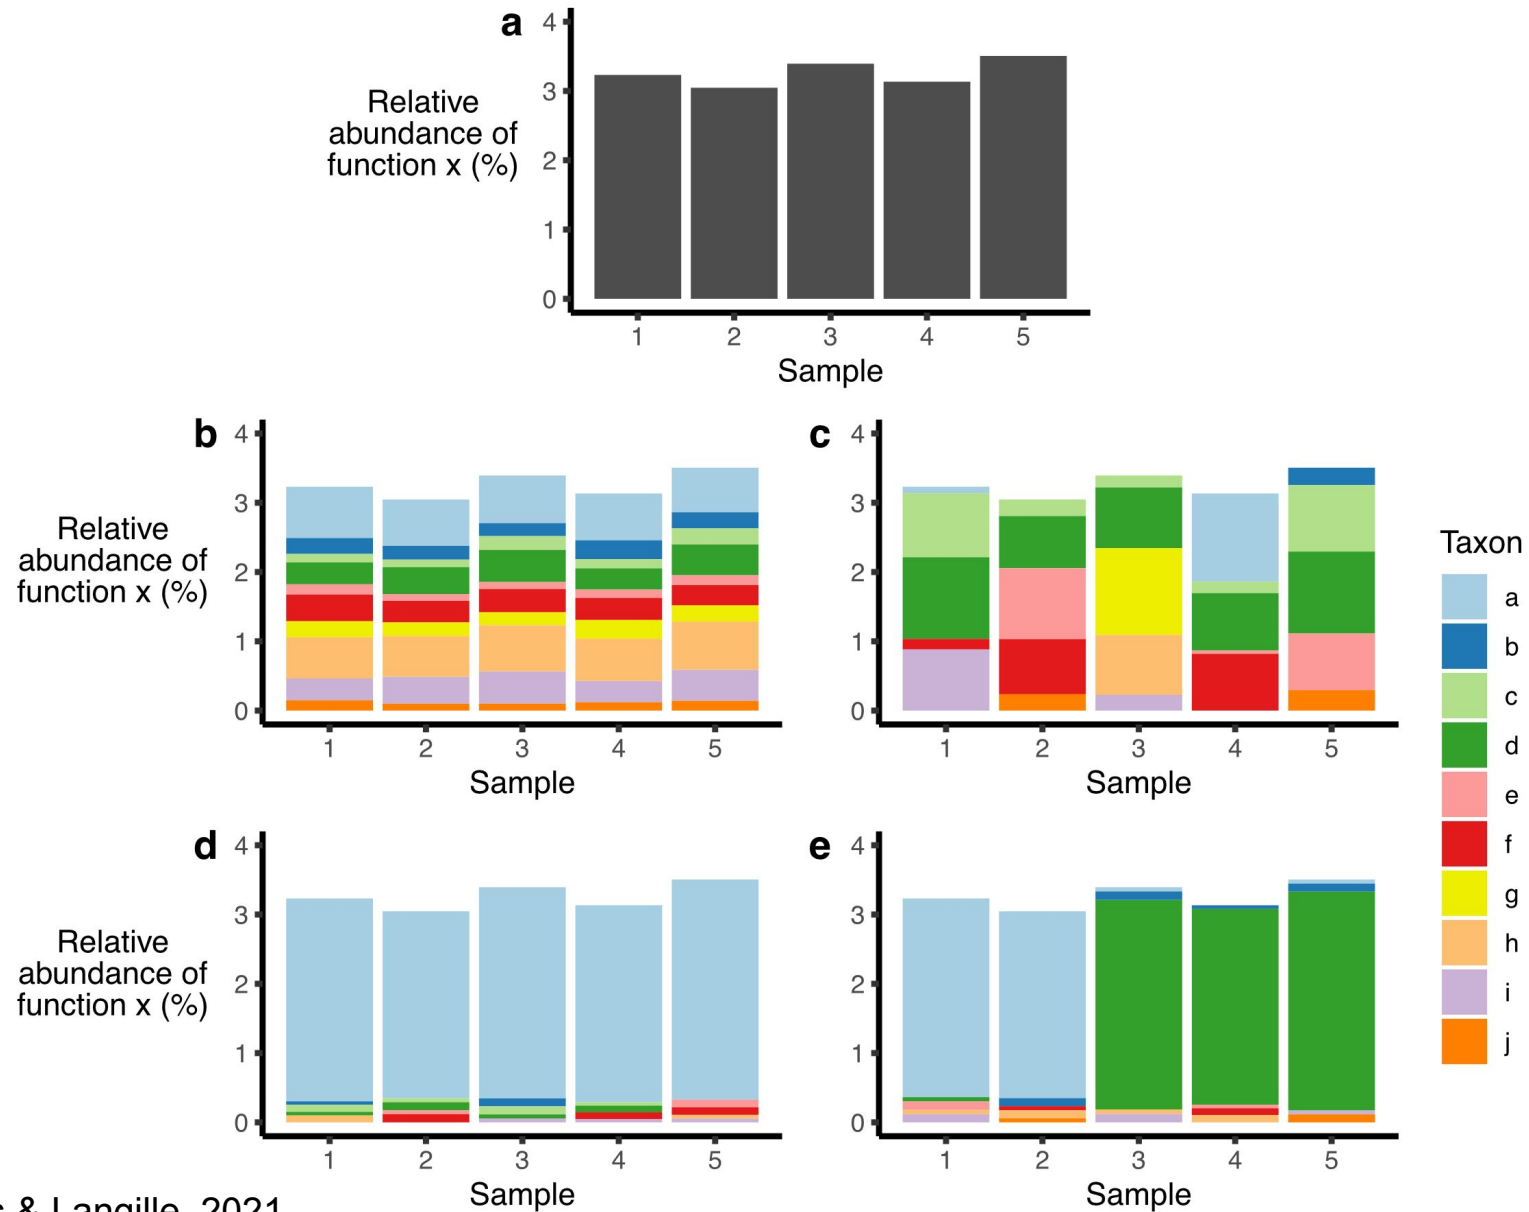 a
4
3
2
1
0
Relative
abundance of
function x (%)
1 2 3 4 5
Sample
b
4
3
2
1
0
Relative
abundance of
function x (%)
1 2 3 4 5
Sample
c
4
3
2
1
0
1 2 3 4 5
Sample
Taxon
a
b
c
d
e
f
g
h
i
j
d
4
3
2
1
0
Relative
abundance of
function x (%)
1 2 3 4 5
Sample
e
4
3
2
1
0
1 2 3 4 5
Sample
& Langille, 2021